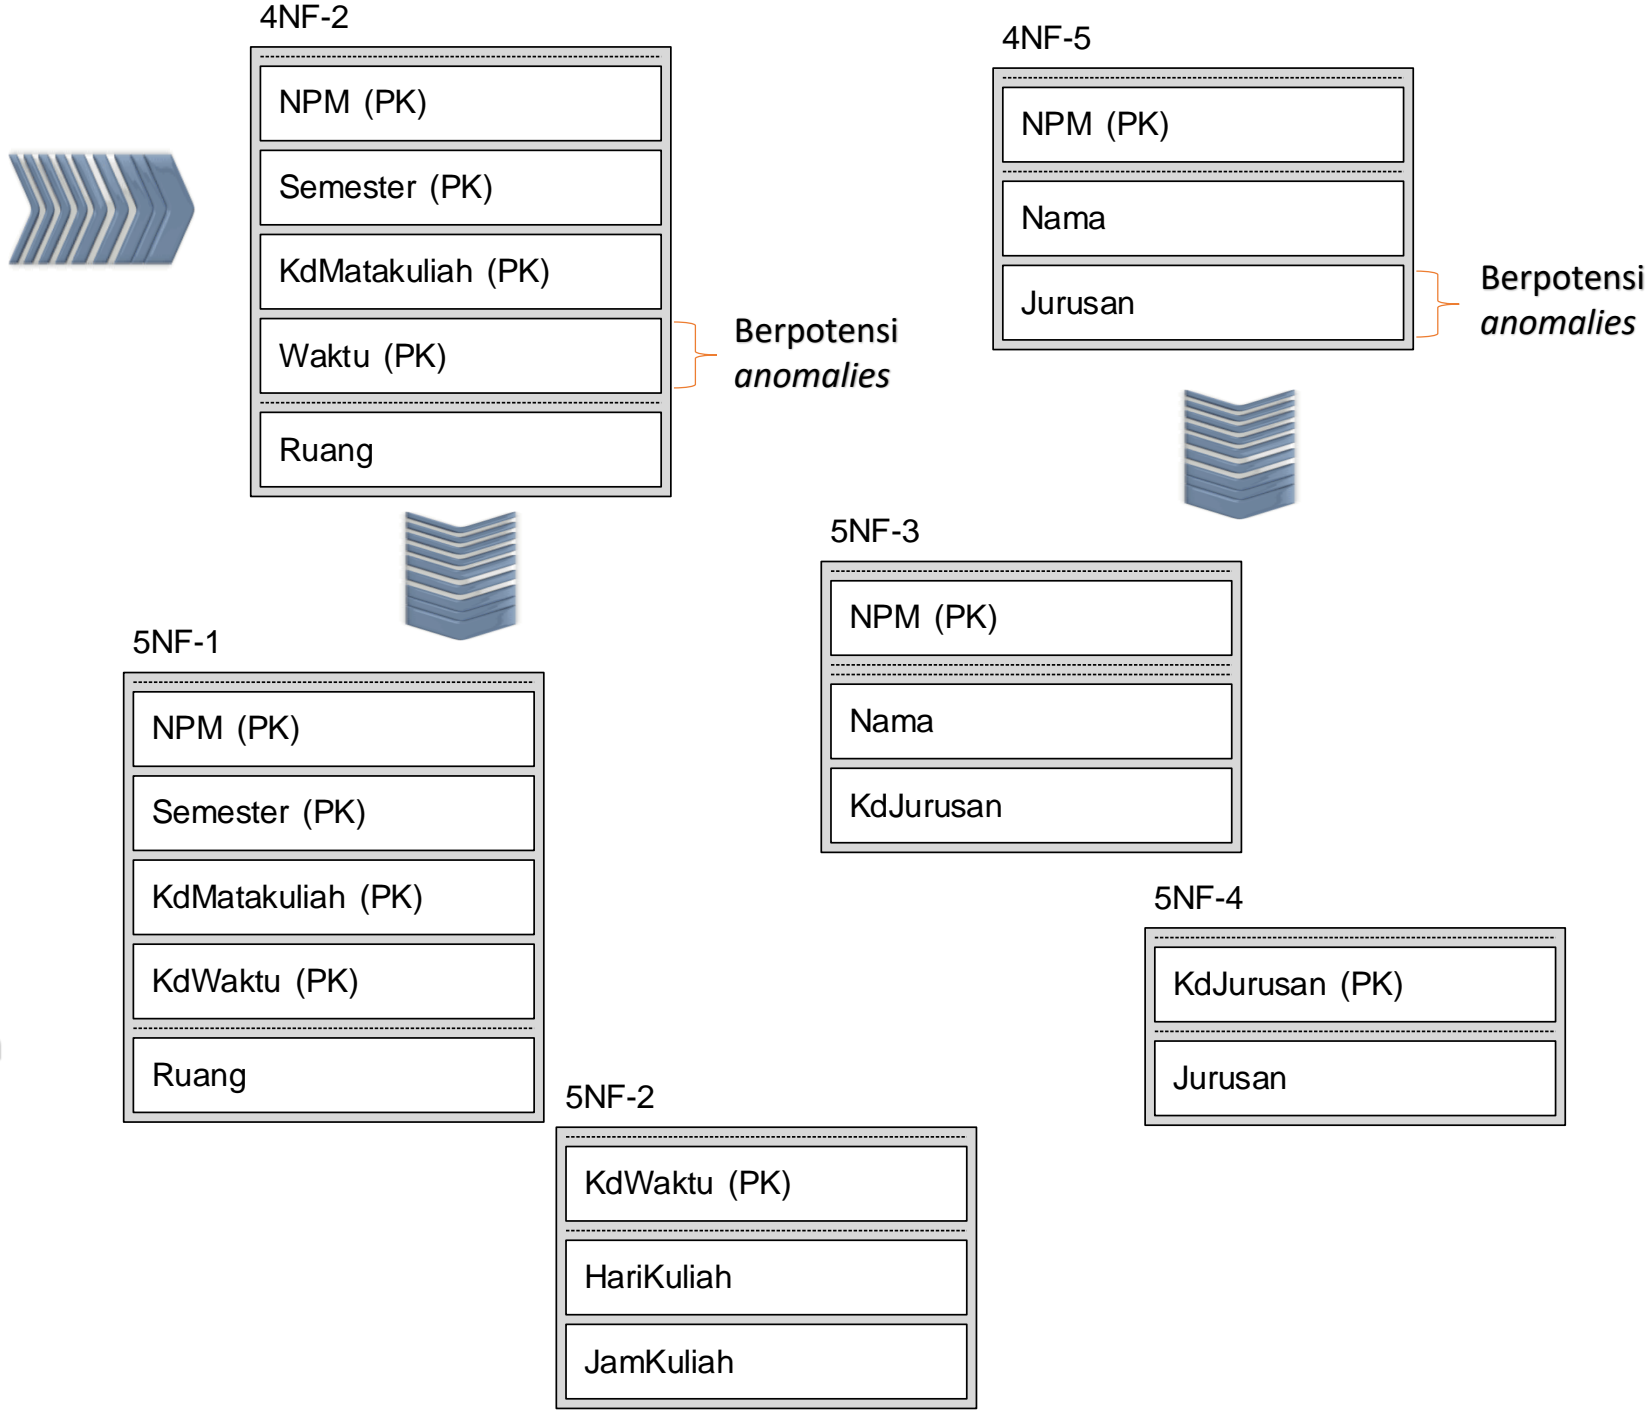 4NF-2
NPM (PK)
Semester (PK)
KdMatakuliah (PK)
Waktu (PK)
Ruang
Berpotensi
anomalies
4NF-5
NPM (PK)
Nama
Jurusan
Berpotensi
anomalies
5NF-1
NPM (PK)
Semester (PK)
KdMatakuliah (PK)
KdWaktu (PK)
Ruang
5NF-2
KdWaktu (PK)
HariKuliah
JamKuliah
5NF-3
NPM (PK)
Nama
KdJurusan
5NF-4
KdJurusan (PK)
Jurusan